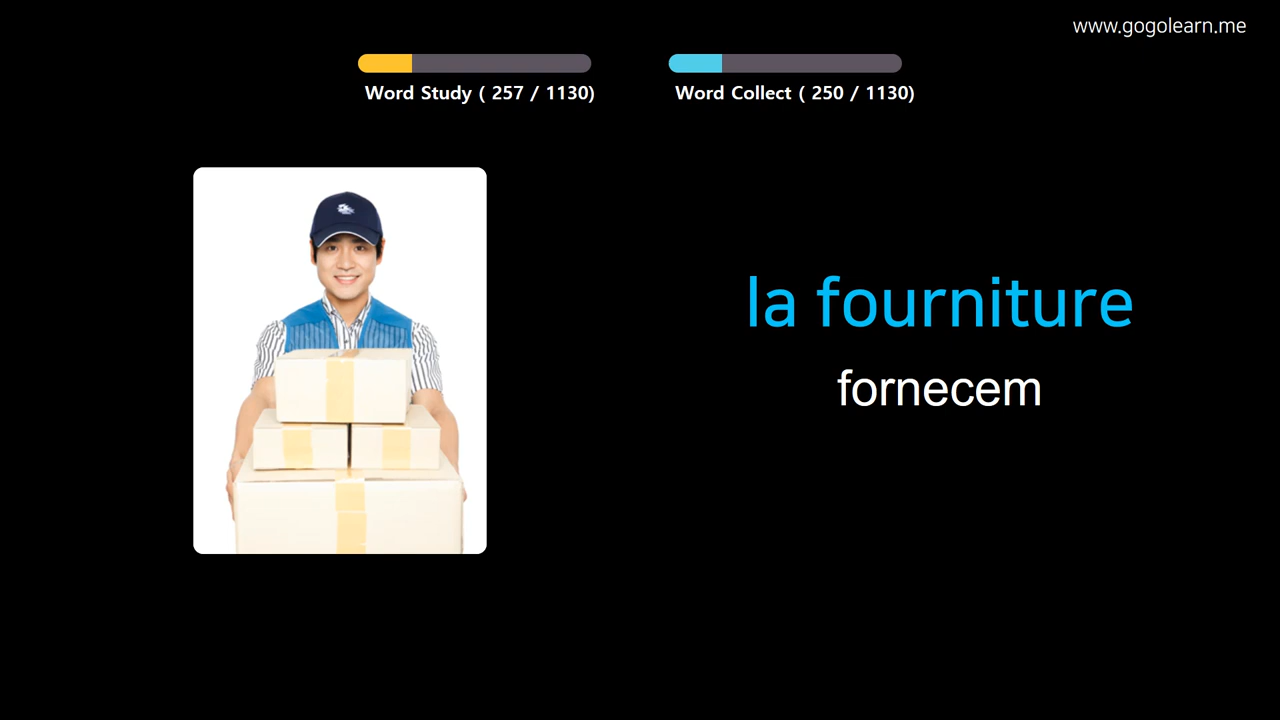 www.gogolearn.me
Word Study ( 257 / 1130)
Word Collect ( 250 / 1130)
la fourniture
fornecem